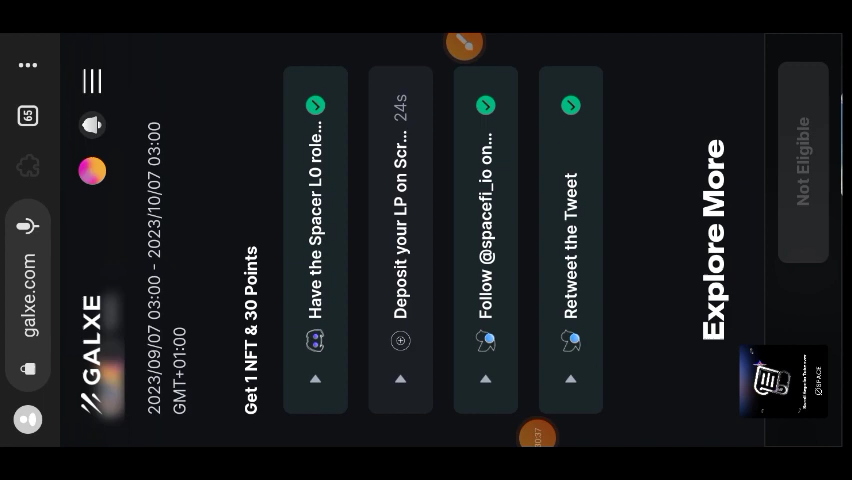 galxe.com
65
GALXE
2023/09/07 03:00 - 2023/10/07 03:00
GMT+01:00
Get 1 NFT & 30 Points
Have the Spacer L0 role...
Deposit your LP on Scr... 24s
Follow @spacefi_io on...
Retweet the Tweet
Explore More
SPACE
Not Eligible